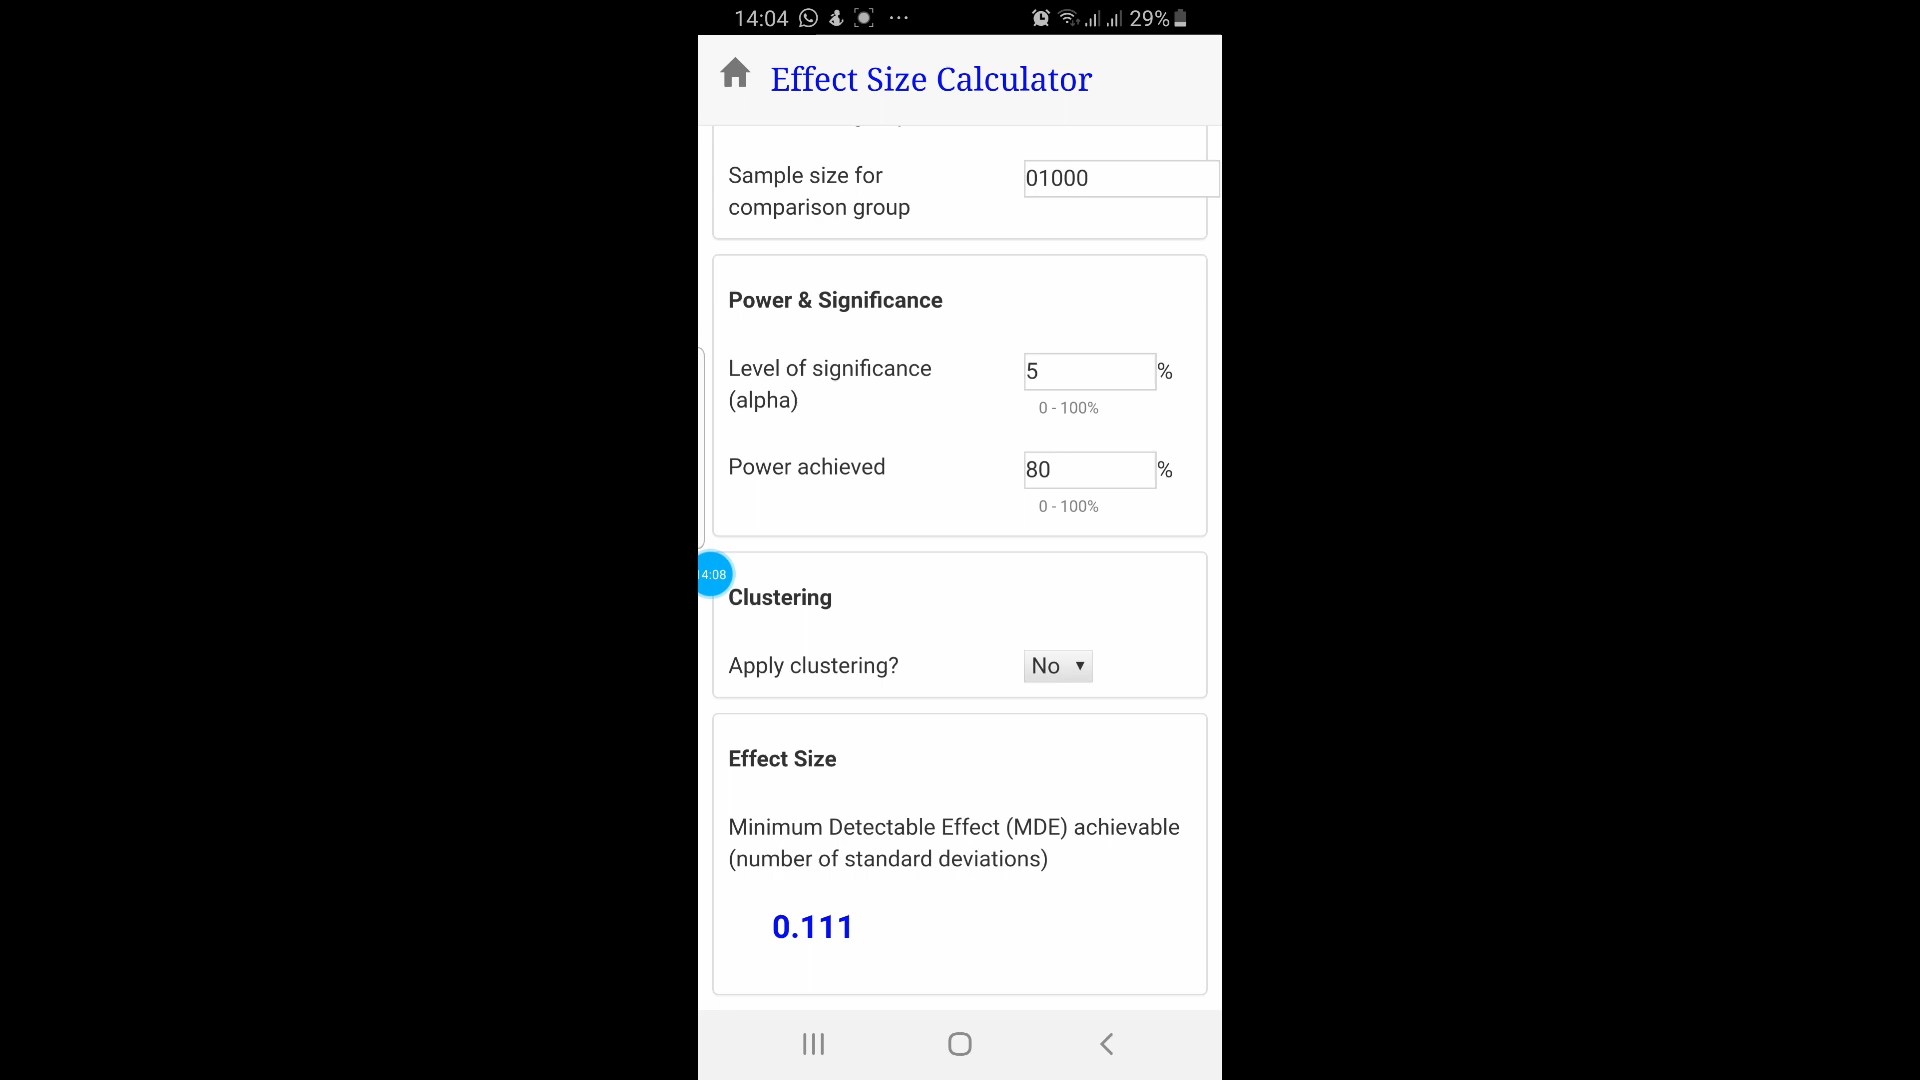 14:04 ... 29%
Effect Size Calculator
Sample size for
comparison group
01000
Power & Significance
Level of significance
(alpha)
5 %
0 - 100%
Power achieved
80 %
0 - 100%
14:08
Clustering
Apply clustering? No
Effect Size
Minimum Detectable Effect (MDE) achievable
(number of standard deviations)
0.111